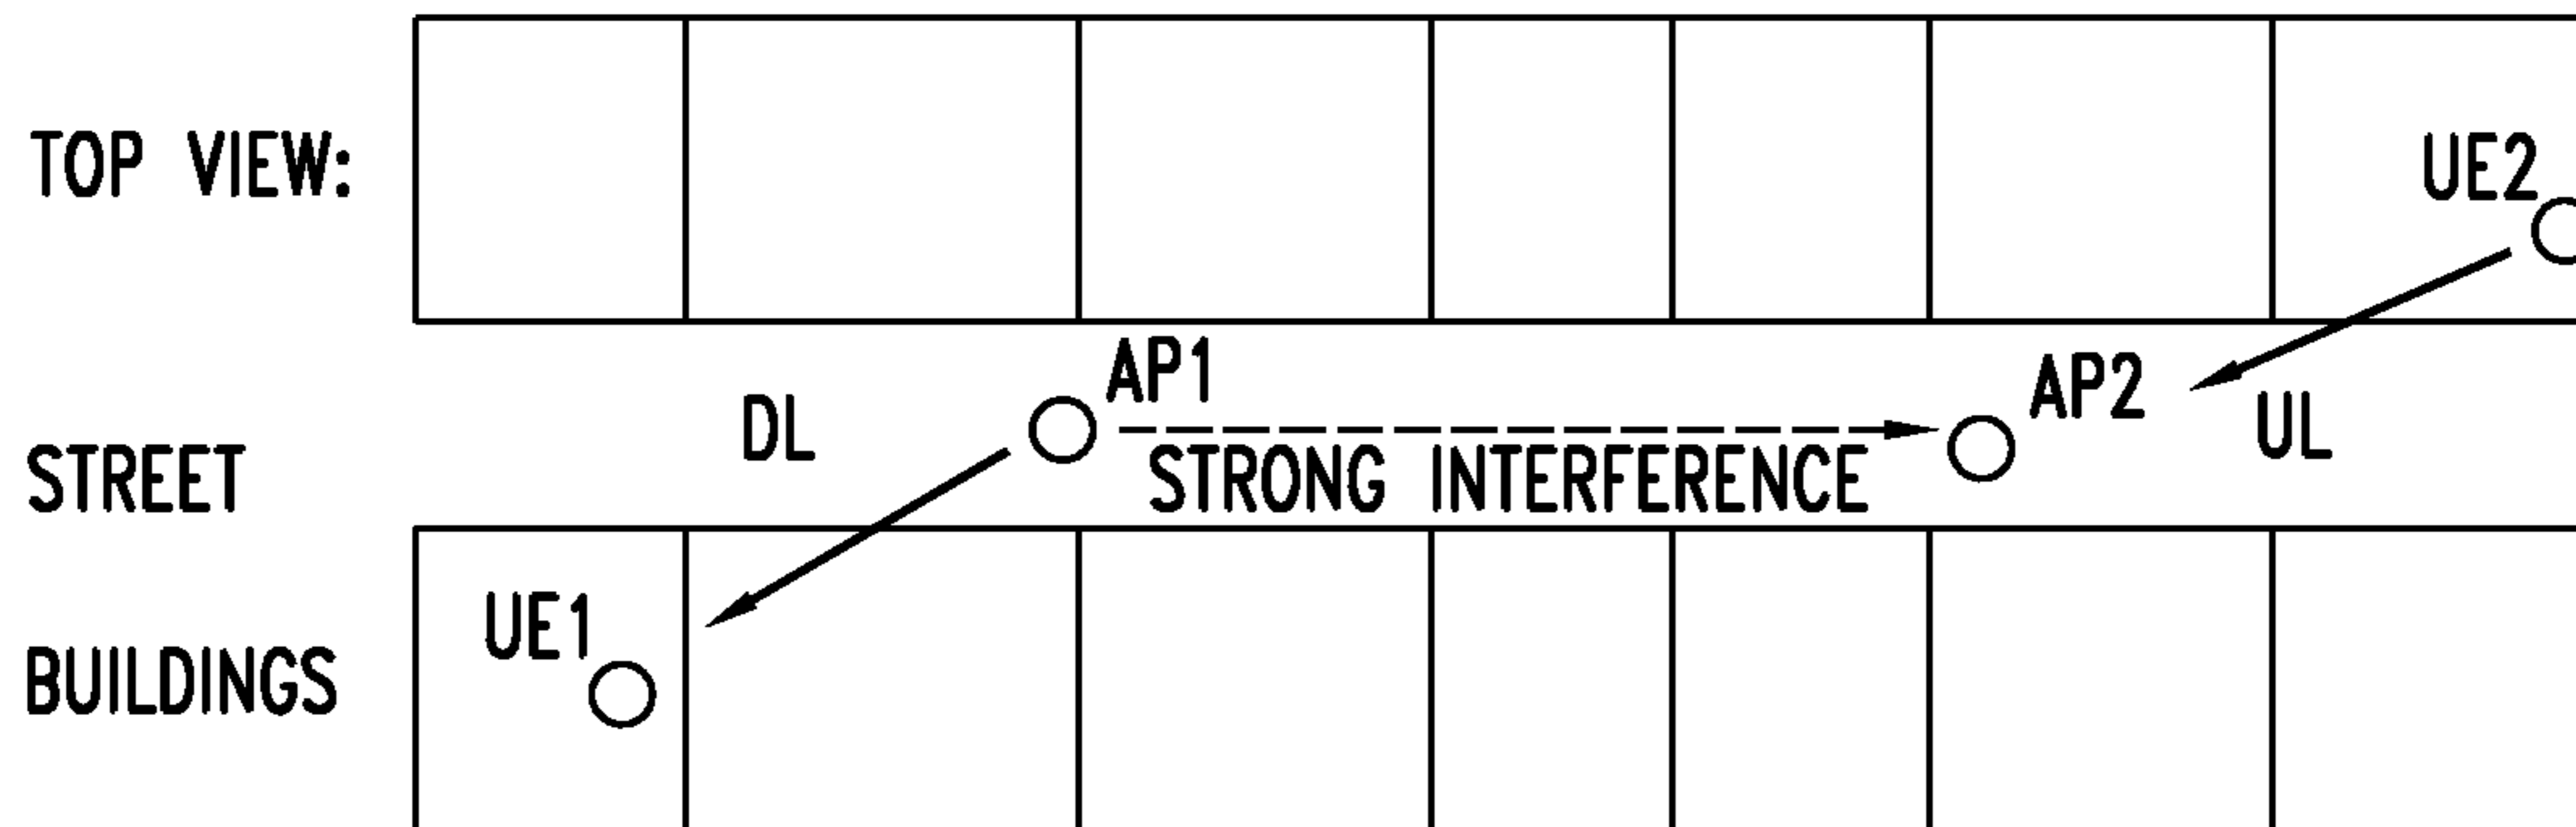 TOP VIEW:
UE2
AP1
AP2
DL
UL
STREET
STRONG INTERFERENCE
UE1
BUILDINGS